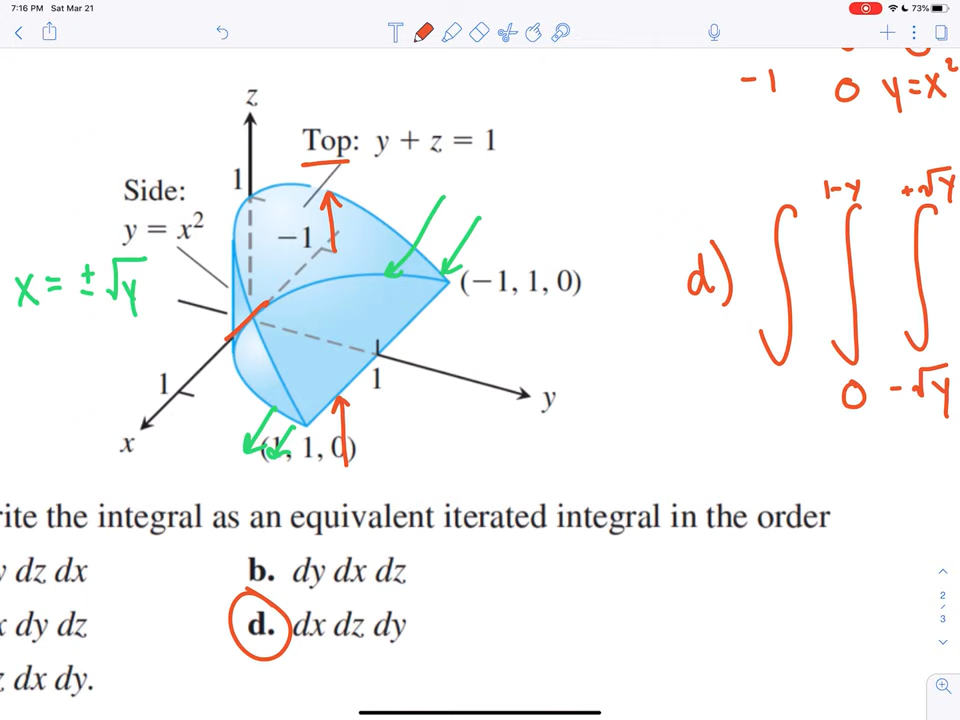 7:16 PM Sat Mar 21
73%
T
-1 0 y=x²
z
Top: y + z = 1
1
Side:
y = x²
−1
x = ± √y
(−1, 1, 0)
1
1
y
x
1, 0)
d) ∫ ∫ ∫
1-y +√y
0 -√y
rite the integral as an equivalent iterated integral in the order
dz dx
b. dy dx dz
dy dz
d. dx dz dy
dx dy.
2
/
3